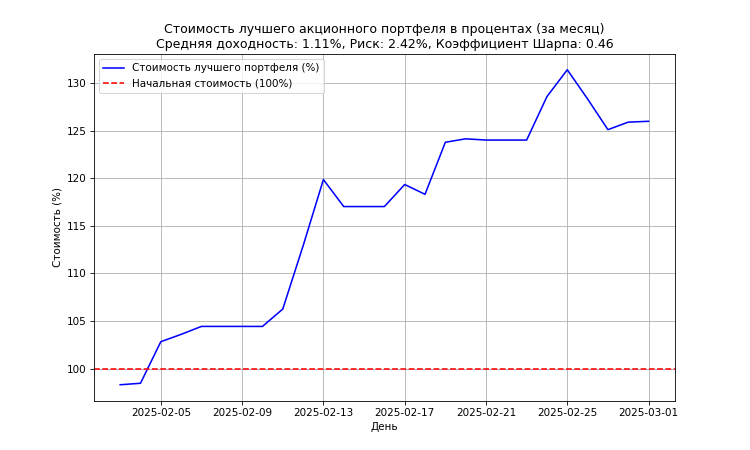 Стоимость лучшего акционного портфеля в процентах (за месяц)
Средняя доходность: 1.11%, Риск: 2.42%, Коэффициент Шарпа: 0.46
Стоимость лучшего портфеля (%)
Начальная стоимость (100%)
Стоимость (%)
130
125
120
115
110
105
100
2025-02-05 2025-02-09 2025-02-13 2025-02-17 2025-02-21 2025-02-25 2025-03-01
День